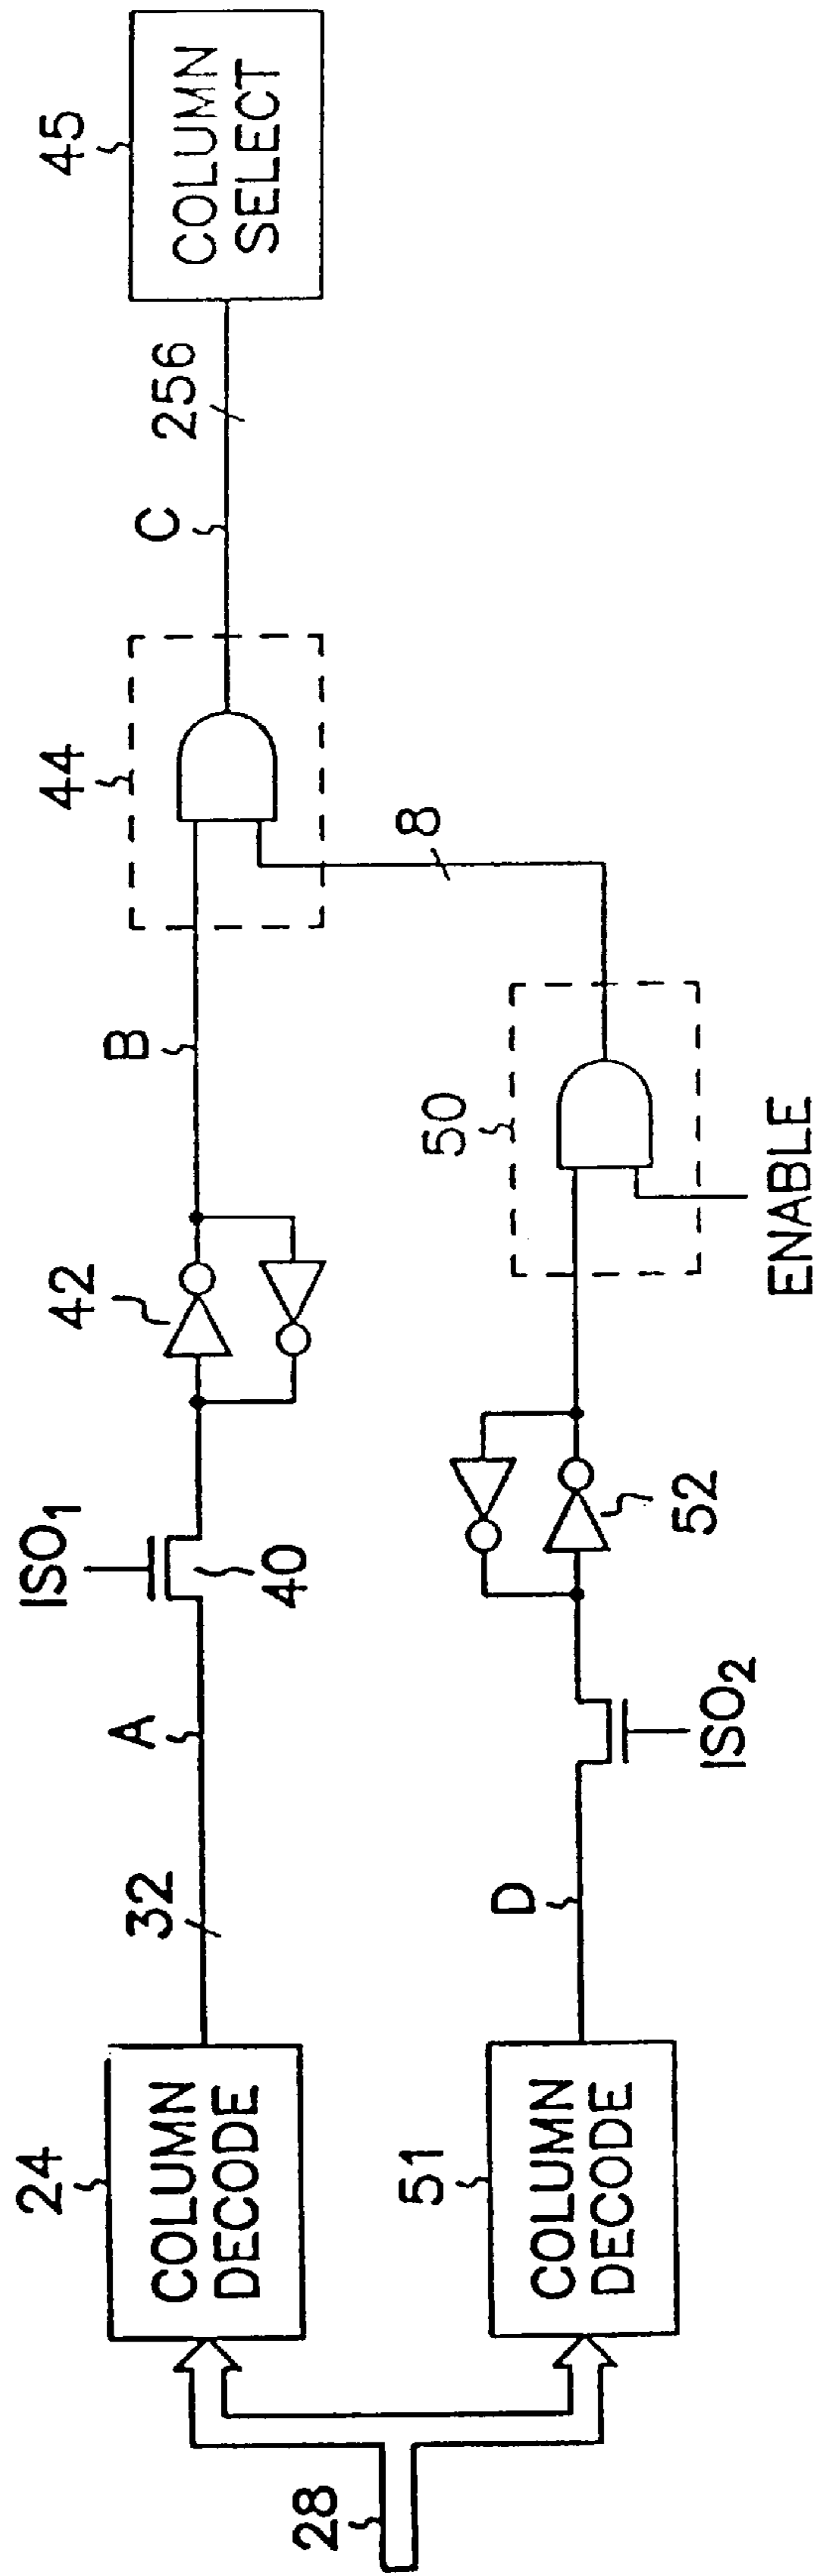 28
24
COLUMN
DECODE
32
A
ISO1
40
42
B
44
C
256
45
COLUMN
SELECT
51
COLUMN
DECODE
D
ISO2
52
50
ENABLE
8